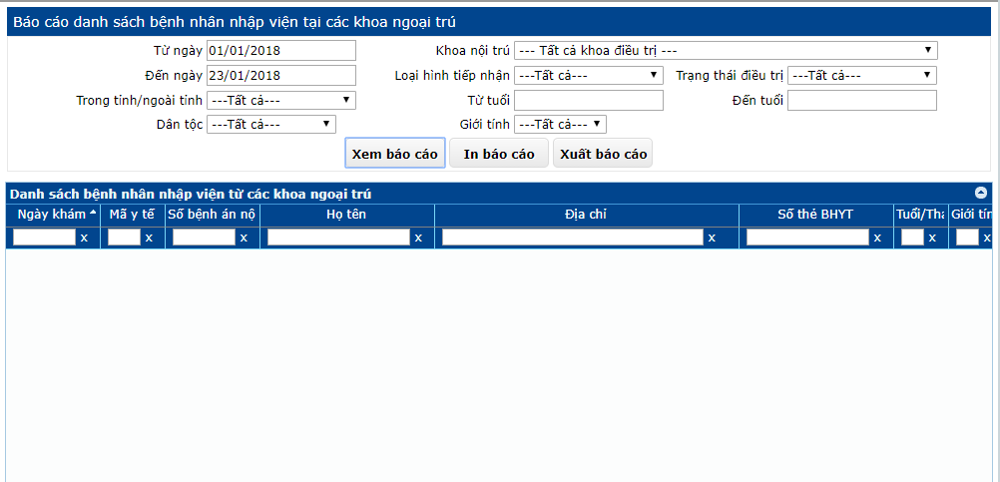 Báo cáo danh sách bệnh nhân nhập viện tại các khoa ngoại trú
Từ ngày 01/01/2018 Khoa nội trú --- Tất cả khoa điều trị ---
Đến ngày 23/01/2018 Loại hình tiếp nhận ---Tất cả--- Trạng thái điều trị ---Tất cả---
Trong tỉnh/ngoài tỉnh ---Tất cả--- Từ tuổi Đến tuổi
Dân tộc ---Tất cả--- Giới tính ---Tất cả---
Xem báo cáo In báo cáo Xuất báo cáo
Danh sách bệnh nhân nhập viện từ các khoa ngoại trú
Ngày khám Mã y tế Số bệnh án nộ Họ tên Địa chỉ Số thẻ BHYT Tuổi/Thá Giới tín
x x x x x x x x